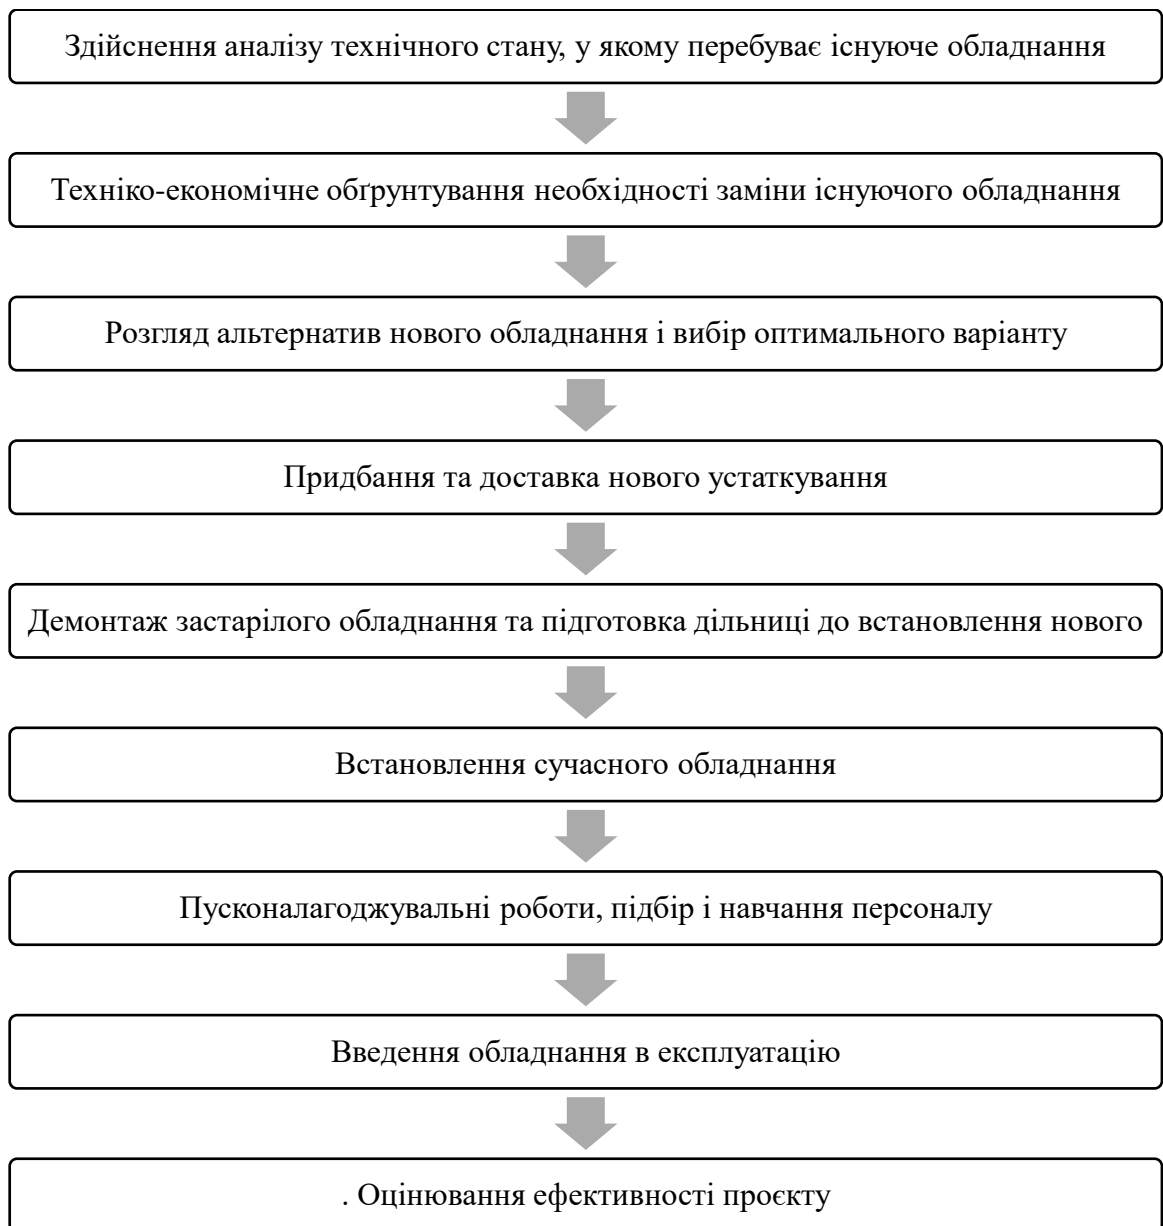 Здійснення аналізу технічного стану, у якому перебуває існуюче обладнання
Техніко-економічне обґрунтування необхідності заміни існуючого обладнання
Розгляд альтернатив нового обладнання і вибір оптимального варіанту
Придбання та доставка нового устаткування
Демонтаж застарілого обладнання та підготовка дільниці до встановлення нового
Встановлення сучасного обладнання
Пусконалагоджувальні роботи, підбір і навчання персоналу
Введення обладнання в експлуатацію
. Оцінювання ефективності проєкту